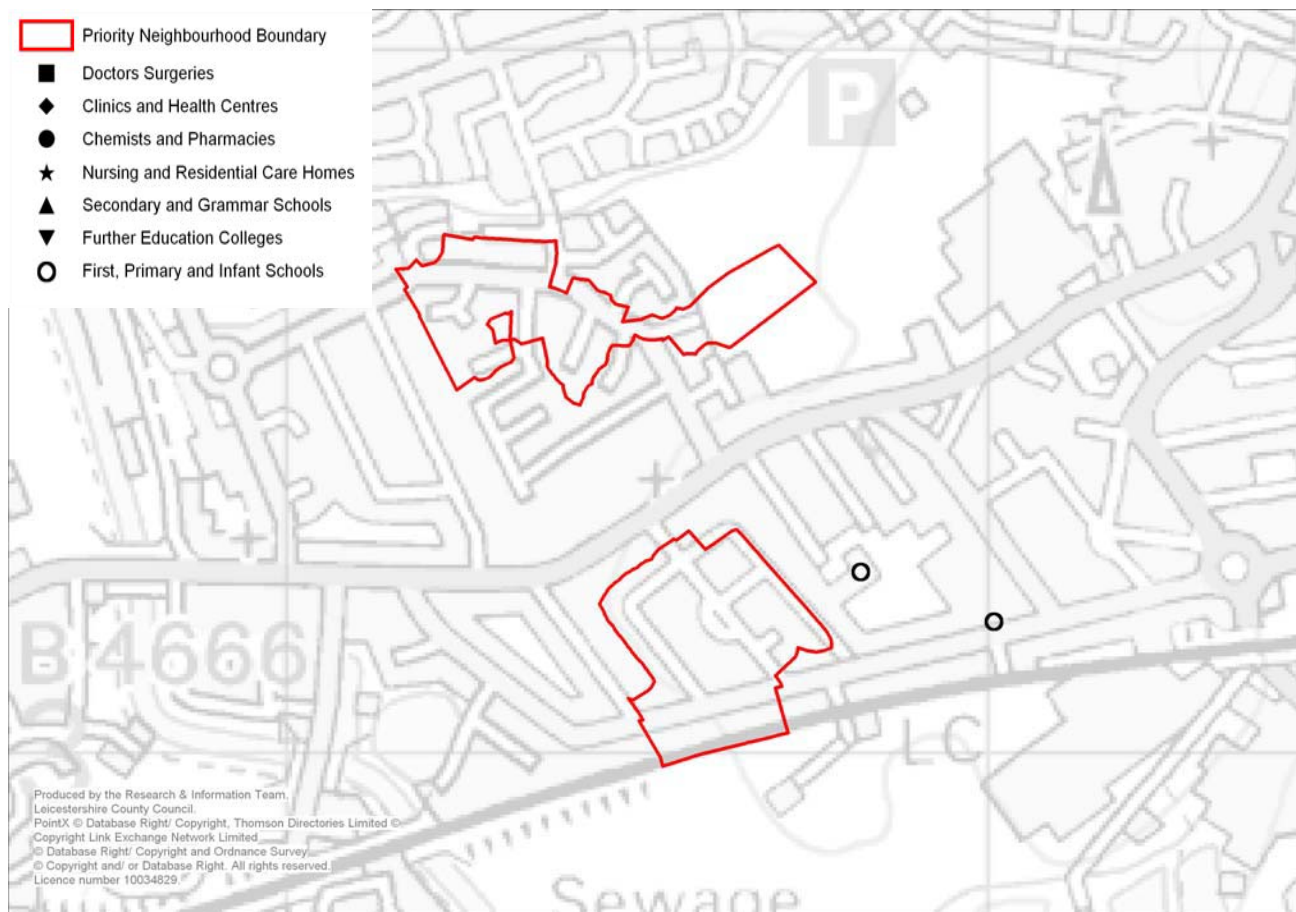 Priority Neighbourhood Boundary
Doctors Surgeries
Clinics and Health Centres
Chemists and Pharmacies
Nursing and Residential Care Homes
Secondary and Grammar Schools
Further Education Colleges
First, Primary and Infant Schools
P
B 4666
LC
Sewage
Produced by the Research & Information Team.
Leicestershire County Council.
PointX © Database Right/ Copyright, Thomson Directories Limited ©
Copyright Link Exchange Network Limited
© Database Right/ Copyright and Ordnance Survey
© Copyright and/ or Database Right. All rights reserved.
Licence number 10034829.